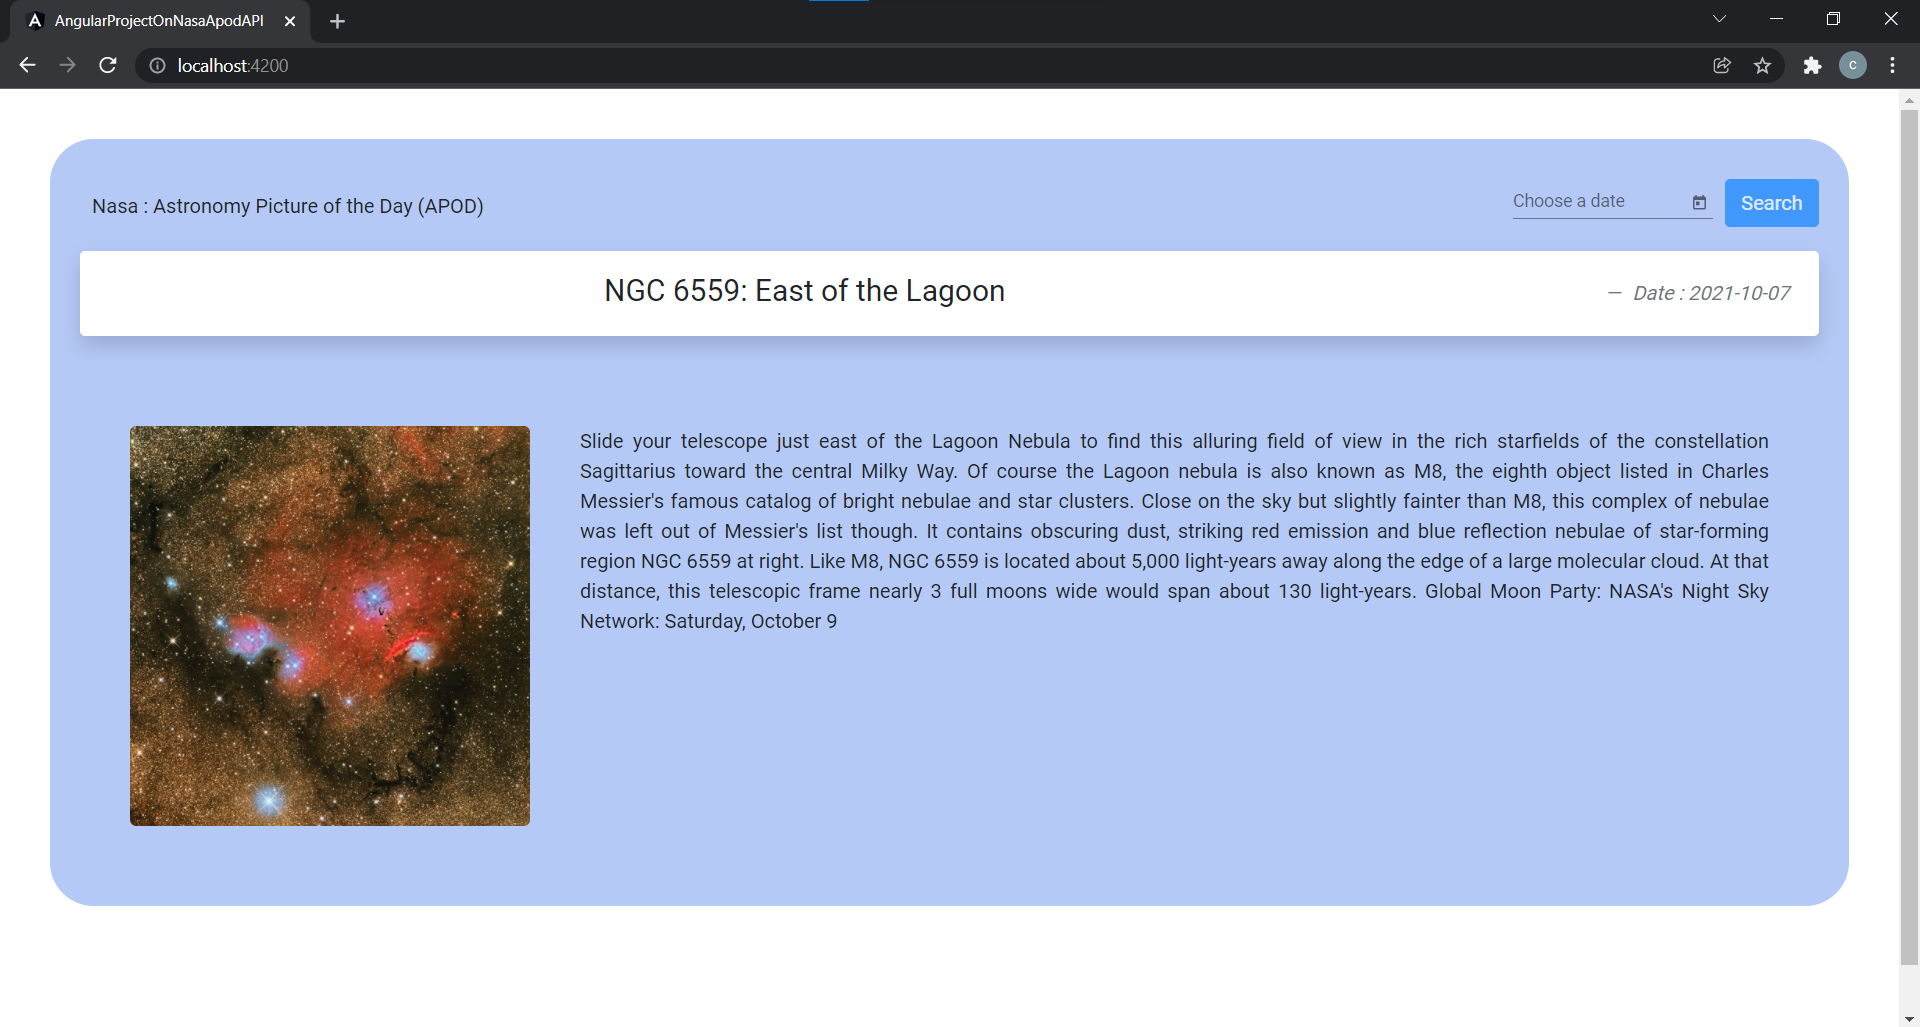 AngularProjectOnNasaApodAPI
localhost:4200
C
Nasa : Astronomy Picture of the Day (APOD)
Choose a date
Search
NGC 6559: East of the Lagoon
— Date : 2021-10-07
Slide your telescope just east of the Lagoon Nebula to find this alluring field of view in the rich starfields of the constellation
Sagittarius toward the central Milky Way. Of course the Lagoon nebula is also known as M8, the eighth object listed in Charles
Messier's famous catalog of bright nebulae and star clusters. Close on the sky but slightly fainter than M8, this complex of nebulae
was left out of Messier's list though. It contains obscuring dust, striking red emission and blue reflection nebulae of star-forming
region NGC 6559 at right. Like M8, NGC 6559 is located about 5,000 light-years away along the edge of a large molecular cloud. At that
distance, this telescopic frame nearly 3 full moons wide would span about 130 light-years. Global Moon Party: NASA's Night Sky
Network: Saturday, October 9